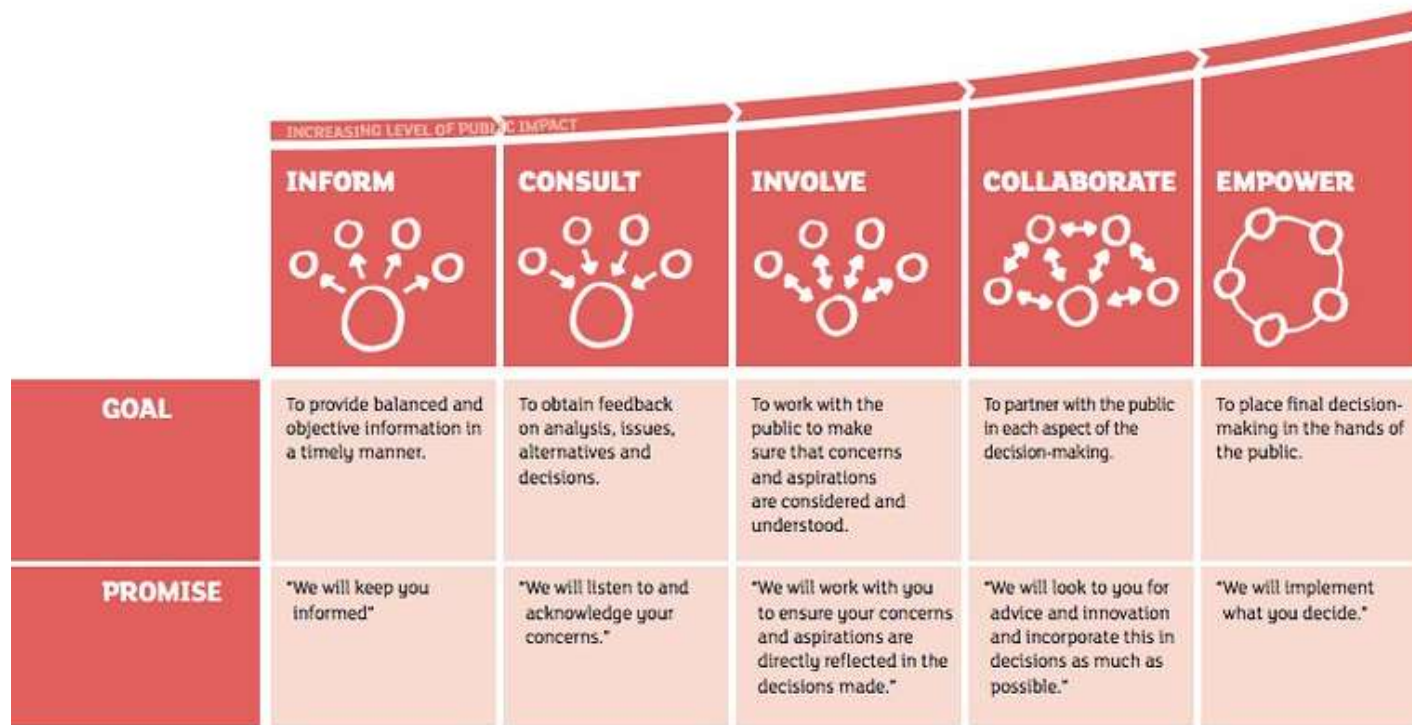 INCREASING LEVEL OF PUBLIC IMPACT
INFORM
CONSULT
INVOLVE
COLLABORATE
EMPOWER
GOAL
To provide balanced and
objective information in
a timely manner.
To obtain feedback
on analysis, issues,
alternatives and
decisions.
To work with the
public to make
sure that concerns
and aspirations
are considered and
understood.
To partner with the public
in each aspect of the
decision-making.
To place final decision-
making in the hands of
the public.
PROMISE
"We will keep you
informed"
"We will listen to and
acknowledge your
concerns."
"We will work with you
to ensure your concerns
and aspirations are
directly reflected in the
decisions made."
"We will look to you for
advice and innovation
and incorporate this in
decisions as much as
possible."
"We will implement
what you decide."